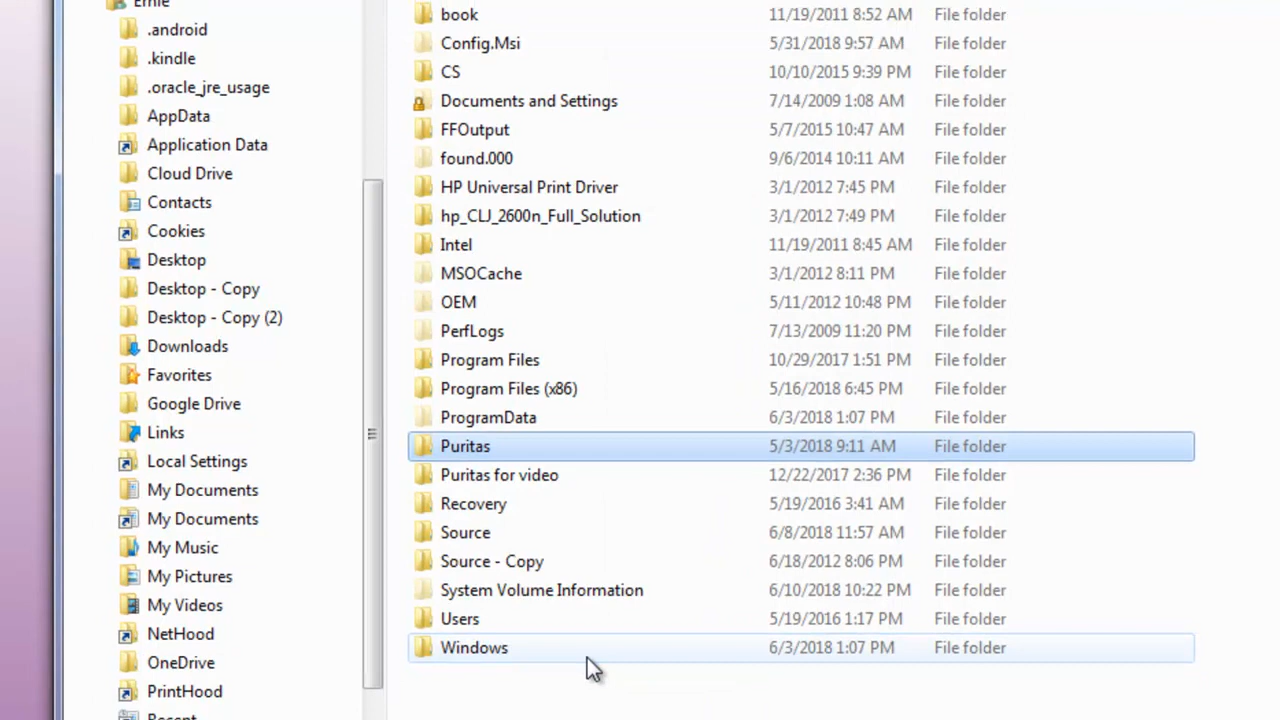 Ernie
.android
.kindle
.oracle_jre_usage
AppData
Application Data
Cloud Drive
Contacts
Cookies
Desktop
Desktop - Copy
Desktop - Copy (2)
Downloads
Favorites
Google Drive
Links
Local Settings
My Documents
My Documents
My Music
My Pictures
My Videos
NetHood
OneDrive
PrintHood
Recent
book 11/19/2011 8:52 AM File folder
Config.Msi 5/31/2018 9:57 AM File folder
CS 10/10/2015 9:39 PM File folder
Documents and Settings 7/14/2009 1:08 AM File folder
FFOutput 5/7/2015 10:47 AM File folder
found.000 9/6/2014 10:11 AM File folder
HP Universal Print Driver 3/1/2012 7:45 PM File folder
hp_CLJ_2600n_Full_Solution 3/1/2012 7:49 PM File folder
Intel 11/19/2011 8:45 AM File folder
MSOCache 3/1/2012 8:11 PM File folder
OEM 5/11/2012 10:48 PM File folder
PerfLogs 7/13/2009 11:20 PM File folder
Program Files 10/29/2017 1:51 PM File folder
Program Files (x86) 5/16/2018 6:45 PM File folder
ProgramData 6/3/2018 1:07 PM File folder
Puritas 5/3/2018 9:11 AM File folder
Puritas for video 12/22/2017 2:36 PM File folder
Recovery 5/19/2016 3:41 AM File folder
Source 6/8/2018 11:57 AM File folder
Source - Copy 6/18/2012 8:06 PM File folder
System Volume Information 6/10/2018 10:22 PM File folder
Users 5/19/2016 1:17 PM File folder
Windows 6/3/2018 1:07 PM File folder